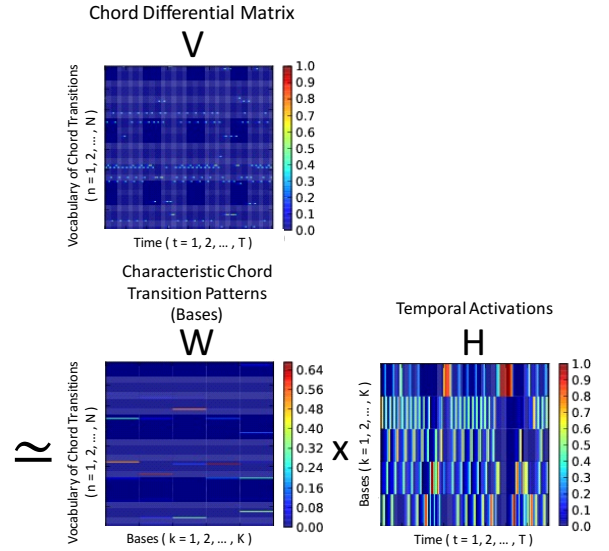 Chord Differential Matrix
V
Vocabulary of Chord Transitions
( n = 1, 2, ... , N )
1.0
0.9
0.8
0.7
0.6
0.5
0.4
0.3
0.2
0.1
0.0
Time ( t = 1, 2, ... , T )
Characteristic Chord
Transition Patterns
(Bases)
W
Temporal Activations
H
≃
Vocabulary of Chord Transitions
( n = 1, 2, ... , N )
0.64
0.56
0.48
0.40
0.32
0.24
0.16
0.08
0.00
Bases ( k = 1, 2, ... , K )
x
Bases ( k = 1, 2, ... , K )
1.0
0.9
0.8
0.7
0.6
0.5
0.4
0.3
0.2
0.1
0.0
Time ( t = 1, 2, ... , T )